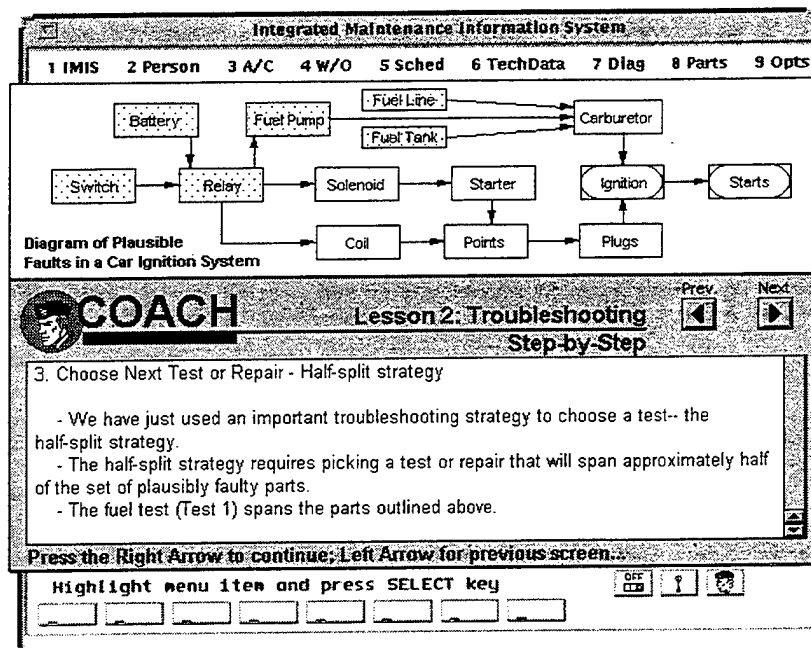 Integrated Maintenance Information System
1 IMIS 2 Person 3 A/C 4 W/O 5 Sched 6 TechData 7 Diag 8 Parts 9 Opts
Fuel Line
Battery Fuel Pump Carburetor
Fuel Tank
Switch Relay Solenoid Starter Ignition Starts
Diagram of Plausible
Faults in a Car Ignition System
Coil Points Plugs
COACH
Lesson 2: Troubleshooting
Step-by-Step
Prev. Next
3. Choose Next Test or Repair - Half-split strategy
- We have just used an important troubleshooting strategy to choose a test-- the
half-split strategy.
- The half-split strategy requires picking a test or repair that will span approximately half
of the set of plausibly faulty parts.
- The fuel test (Test 1) spans the parts outlined above.
Press the Right Arrow to continue; Left Arrow for previous screen...
Highlight menu item and press SELECT key
OFF